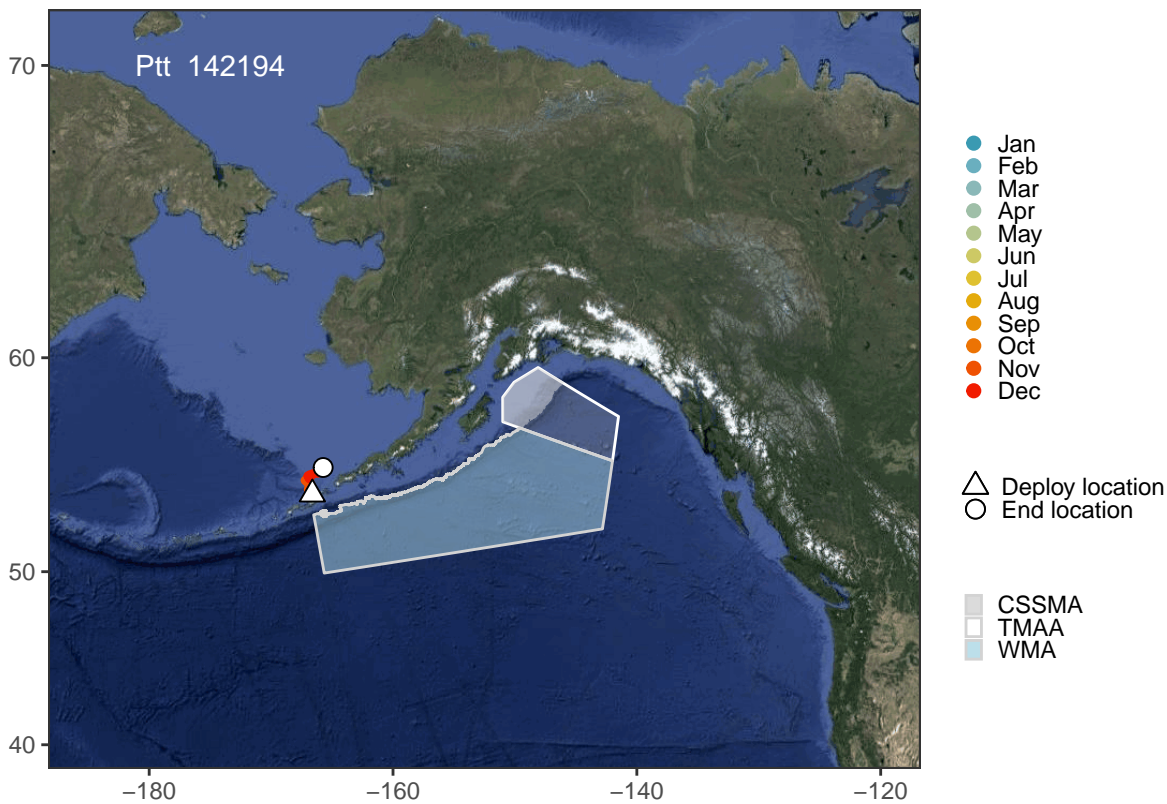 Ptt 142194
70
60
50
40
−180
−160
−140
−120
Jan
Feb
Mar
Apr
May
Jun
Jul
Aug
Sep
Oct
Nov
Dec
Deploy location
End location
CSSMA
TMAA
WMA